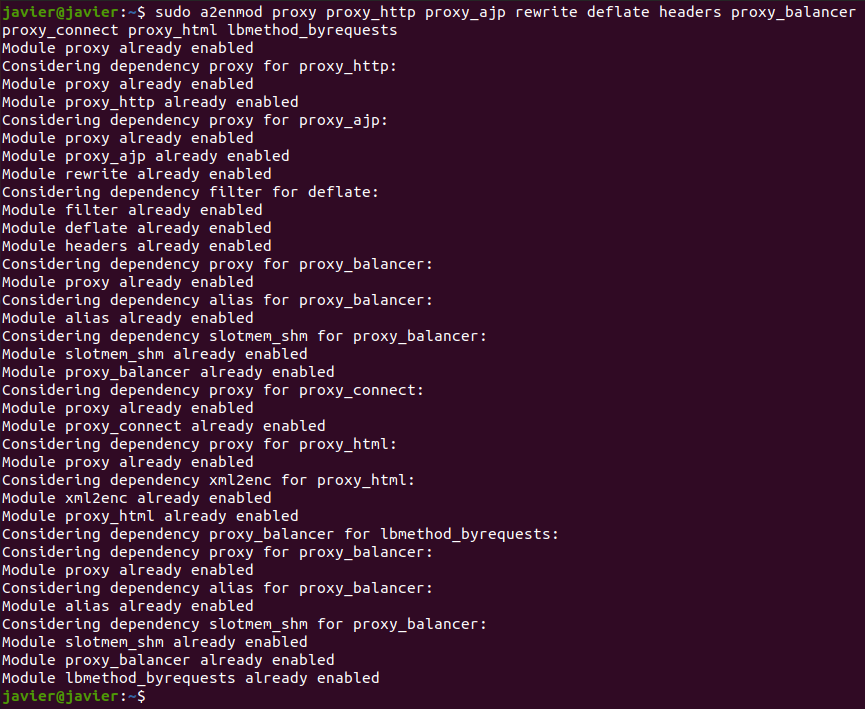 javier@javier:~$ sudo a2enmod proxy proxy_http proxy_ajp rewrite deflate headers proxy_balancer
proxy_connect proxy_html lbmethod_byrequests
Module proxy already enabled
Considering dependency proxy for proxy_http:
Module proxy already enabled
Module proxy_http already enabled
Considering dependency proxy for proxy_ajp:
Module proxy already enabled
Module proxy_ajp already enabled
Module rewrite already enabled
Considering dependency filter for deflate:
Module filter already enabled
Module deflate already enabled
Module headers already enabled
Considering dependency proxy for proxy_balancer:
Module proxy already enabled
Considering dependency alias for proxy_balancer:
Module alias already enabled
Considering dependency slotmem_shm for proxy_balancer:
Module slotmem_shm already enabled
Module proxy_balancer already enabled
Considering dependency proxy for proxy_connect:
Module proxy already enabled
Module proxy_connect already enabled
Considering dependency proxy for proxy_html:
Module proxy already enabled
Considering dependency xml2enc for proxy_html:
Module xml2enc already enabled
Module proxy_html already enabled
Considering dependency proxy_balancer for lbmethod_byrequests:
Considering dependency proxy for proxy_balancer:
Module proxy already enabled
Considering dependency alias for proxy_balancer:
Module alias already enabled
Considering dependency slotmem_shm for proxy_balancer:
Module slotmem_shm already enabled
Module proxy_balancer already enabled
Module lbmethod_byrequests already enabled
javier@javier:~$